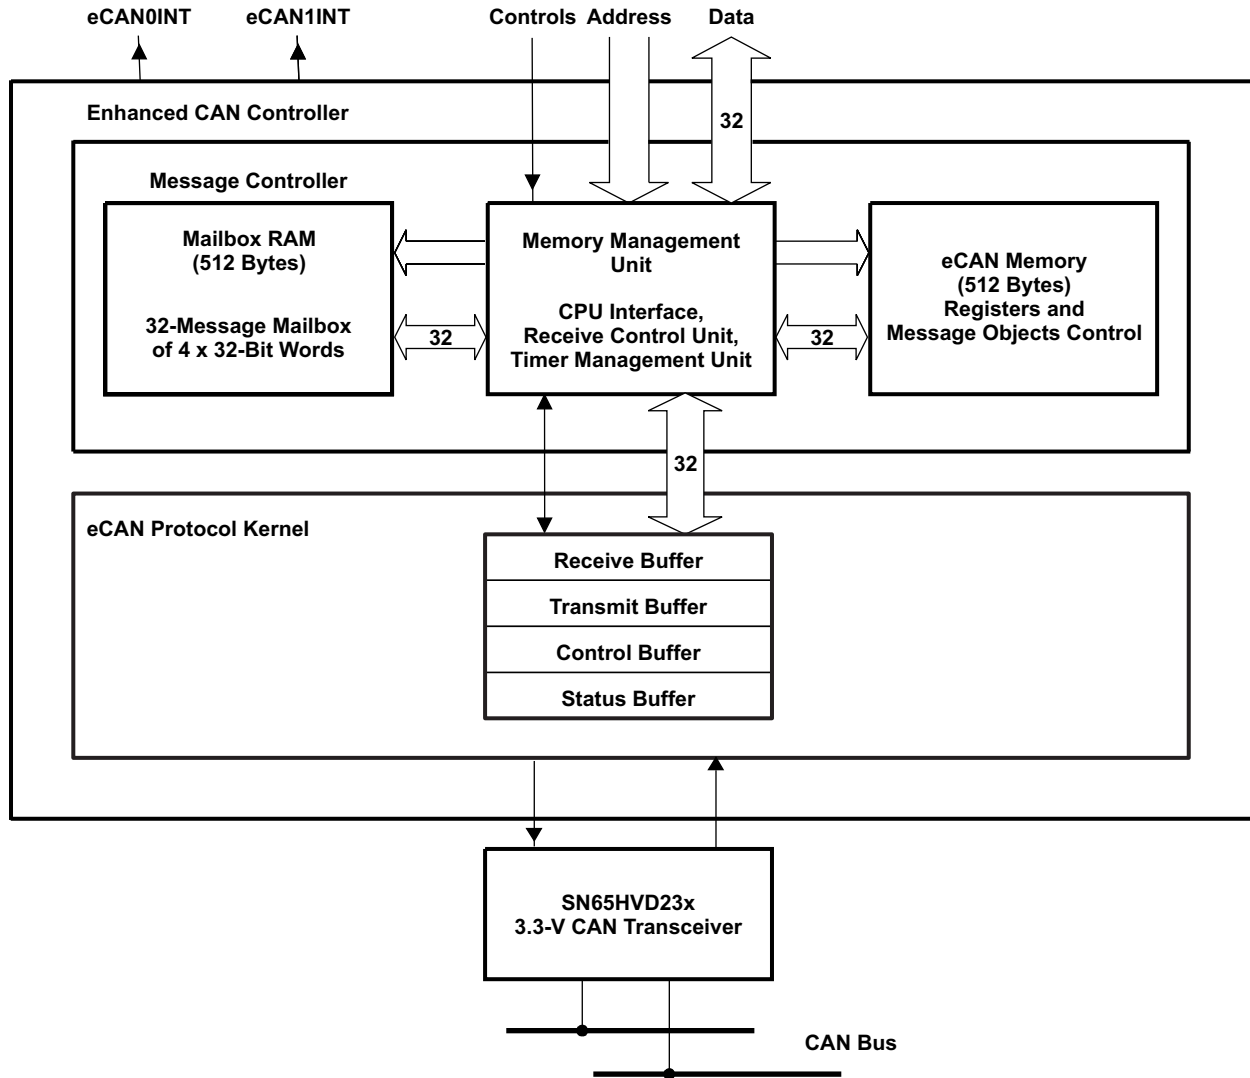 eCAN0INT eCAN1INT Controls Address Data
32
Enhanced CAN Controller
Message Controller
Mailbox RAM
(512 Bytes)
32-Message Mailbox
of 4 x 32-Bit Words
32
Memory Management
Unit
CPU Interface,
Receive Control Unit,
Timer Management Unit
32
eCAN Memory
(512 Bytes)
Registers and
Message Objects Control
32
eCAN Protocol Kernel
Receive Buffer
Transmit Buffer
Control Buffer
Status Buffer
SN65HVD23x
3.3-V CAN Transceiver
CAN Bus